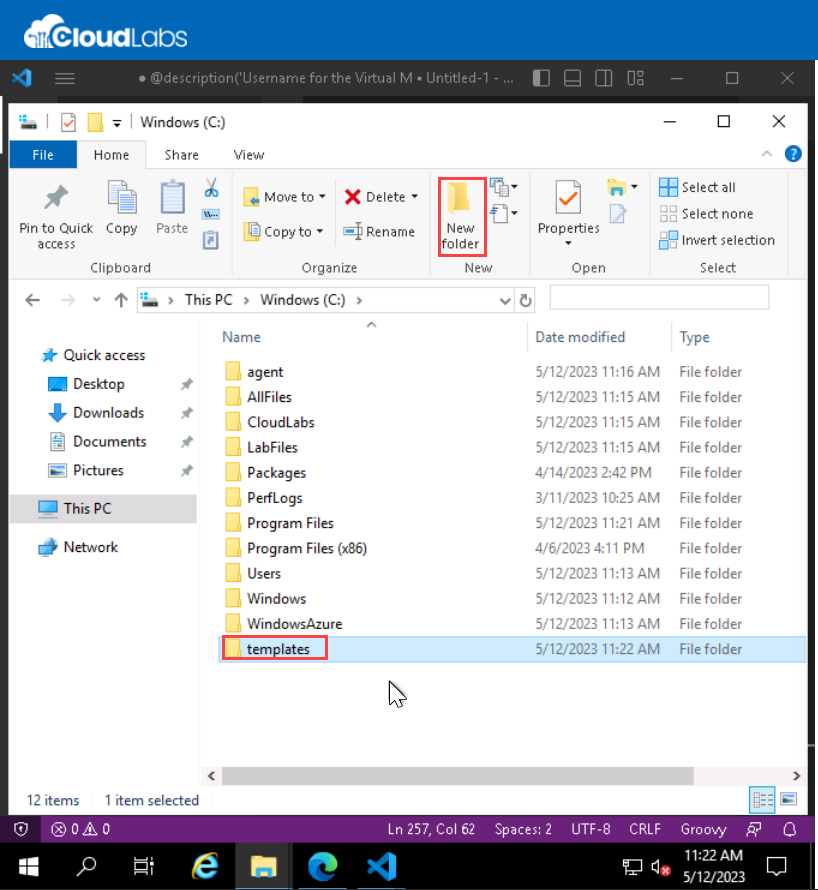 CloudLabs
@description('Username for the Virtual M • Untitled-1 - ...
Windows (C:)
File Home Share View
Pin to Quick access
Copy
Paste
Move to
Copy to
Delete
Rename
New folder
Properties
Select all
Select none
Invert selection
Clipboard Organize New Open Select
This PC > Windows (C:) >
Name Date modified Type
Quick access
Desktop
Downloads
Documents
Pictures
This PC
Network
agent 5/12/2023 11:16 AM File folder
AllFiles 5/12/2023 11:15 AM File folder
CloudLabs 5/12/2023 11:15 AM File folder
LabFiles 5/12/2023 11:15 AM File folder
Packages 4/14/2023 2:42 PM File folder
PerfLogs 3/11/2023 10:25 AM File folder
Program Files 5/12/2023 11:21 AM File folder
Program Files (x86) 4/6/2023 4:11 PM File folder
Users 5/12/2023 11:13 AM File folder
Windows 5/12/2023 11:12 AM File folder
WindowsAzure 5/12/2023 11:13 AM File folder
templates 5/12/2023 11:22 AM File folder
12 items 1 item selected
0 0 Ln 257, Col 62 Spaces: 2 UTF-8 CRLF Groovy
11:22 AM
5/12/2023